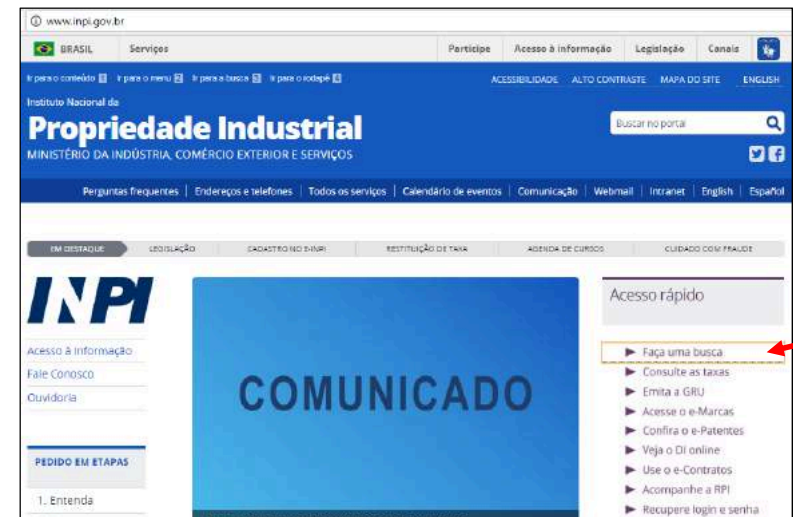 www.inpi.gov.br
BRASIL Serviços Participe Acesso à informação Legislação Canais
Ir para o conteúdo 1 Ir para o menu 2 Ir para a busca 3 Ir para o rodapé 4 ACESSIBILIDADE ALTO CONTRASTE MAPA DO SITE ENGLISH
Instituto Nacional da
Propriedade Industrial
Buscar no portal
MINISTÉRIO DA INDÚSTRIA, COMÉRCIO EXTERIOR E SERVIÇOS
Perguntas frequentes | Endereços e telefones | Todos os serviços | Calendário de eventos | Comunicação | Webmail | Intranet | English | Español
EM DESTAQUE LEGISLAÇÃO CADASTRO NO E-INPI RESTITUIÇÃO DE TAXA AGENDA DE CURSOS CUIDADO COM FRAUDE
INPI
Acesso à Informação
Fale Conosco
Ouvidoria
PEDIDO EM ETAPAS
1. Entenda
COMUNICADO
Acesso rápido
Faça uma busca
Consulte as taxas
Emita a GRU
Acesse o e-Marcas
Confira o e-Patentes
Veja o DI online
Use o e-Contratos
Acompanhe a RPI
Recupere login e senha